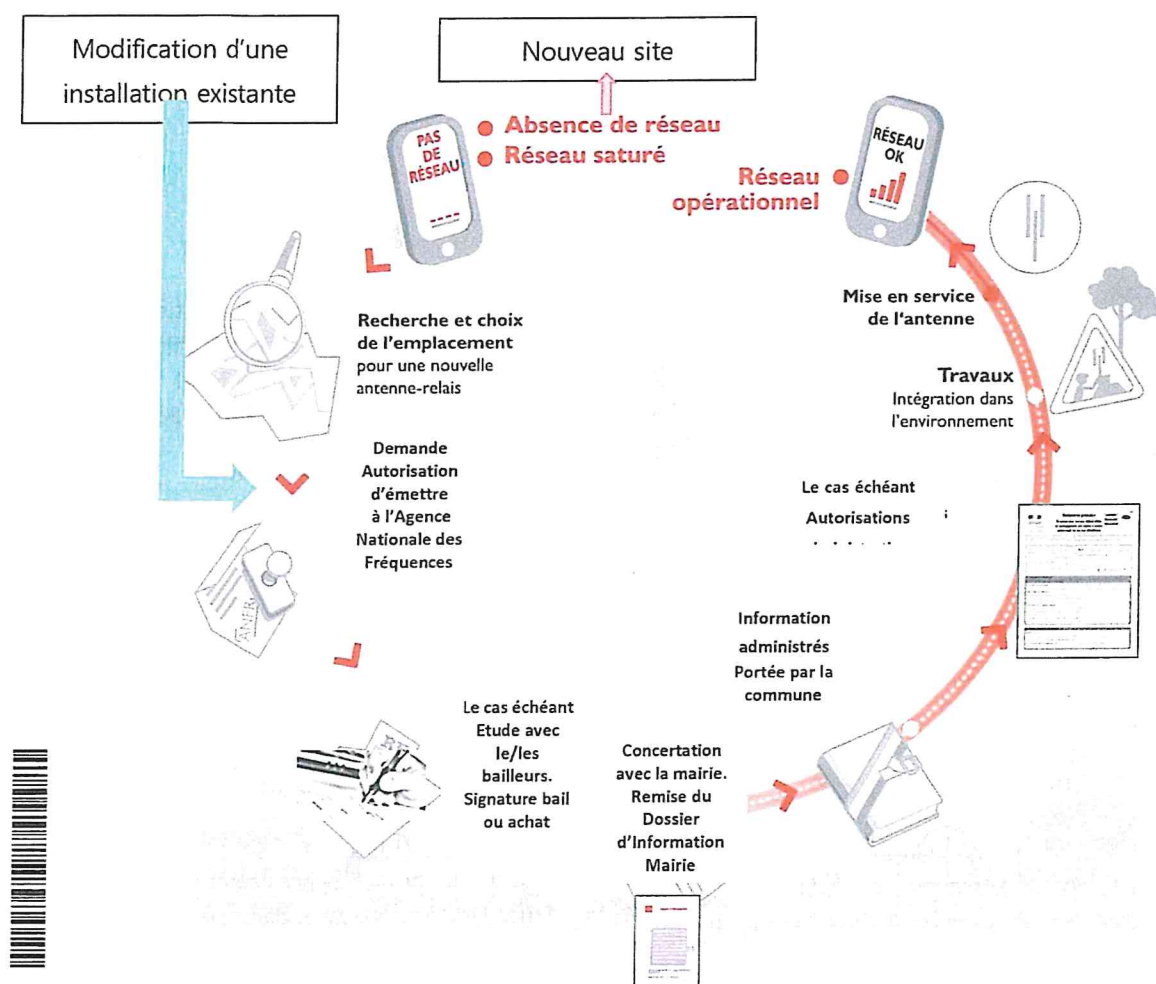 Modification d'une
installation existante
Nouveau site
PAS
DE
RÉSEAU
Absence de réseau
Réseau saturé
RÉSEAU
OK
Réseau
opérationnel
Recherche et choix
de l'emplacement
pour une nouvelle
antenne-relais
Mise en service
de l'antenne
Travaux
Intégration dans
l'environnement
Demande
Autorisation
d'émettre
à l'Agence
Nationale des
Fréquences
ANFR
Le cas échéant
Autorisations
Information
administrés
Portée par la
commune
Le cas échéant
Etude avec
le/les
bailleurs.
Signature bail
ou achat
Concertation
avec la mairie.
Remise du
Dossier
d'Information
Mairie